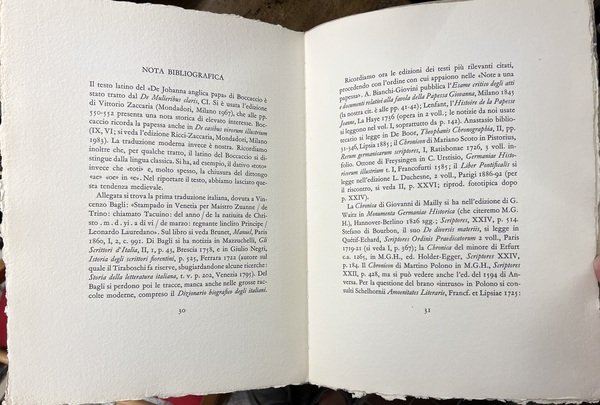 NOTA BIBLIOGRAFICA
Il testo latino del «De Johanna anglica papa» di Boccaccio è
stato tratto dal De Mulieribus claris, CI. Si è usata l'edizione
di Vittorio Zaccaria (Mondadori, Milano 1967), che alle pp.
550-552 presenta una nota storica di elevato interesse. Boc-
caccio ricorda la papessa anche in De casibus virorum illustrium
(IX, VI; si veda l'edizione Ricci-Zaccaria, Mondadori, Milano
1983). La traduzione moderna invece è nostra. Ricordiamo
inoltre che, per qualche tratto, il latino del Boccaccio si di-
stingue dalla lingua classica. Si ha, ad esempio, il dativo «toto»
invece che «toti» e, molto spesso, la chiusura del dittongo
«ae» con «e». Nel riportare il testo, abbiamo lasciato que-
sta tendenza medievale.
Allegata si trova la prima traduzione italiana, dovuta a Vin-
cenzo Bagli: «Stampado in Venetia per Maistro Zuanne / de
Trino: chiamato Tacuino: del anno / de la natiuita de Chri-
sto .m.d.vi. a di vi / de marzo: regnante linclito Principe /
Leonardo Lauredano». Sul libro si veda Brunet, Manuel, Paris
1860, I, 2, c. 991. Di Bagli si ha notizia in Mazzuchelli, Gli
Scrittori d'Italia, II, 2, p. 43, Brescia 1758, e in Giulio Negri,
Istoria degli scrittori fiorentini, p. 525, Ferrara 1722 (autore sul
quale il Tiraboschi fa riserve, sbugiardandone alcune ricerche:
Storia della letteratura italiana, t. v. p. 202, Venezia 1795). Del
Bagli si perdono poi le tracce, manca anche nelle grosse racco-
lte moderne, compreso il Dizionario biografico degli italiani.
30
Ricordiamo ora le edizioni dei testi più rilevanti citati,
procedendo con l'ordine con cui appaiono nelle «Note a una
papessa». A. Bianchi-Giovini pubblica l'Esame critico degli atti
e documenti relativi alla favola della Papessa Giovanna, Milano 1845
(la nostra cit. è alle pp. 41-42); Lenfant, l'Histoire de la Papesse
Jeanne, La Haye 1736 (opera in 2 voll.; le notizie da noi usate
si leggono nel vol. I, soprattutto da p. 142). Anastasio biblio-
tecario si legge in De Boor, Theophanis Chronographia, II, pp.
31-346, Lipsia 1885; il Chronicon di Mariano Scoto in Pistorius,
Rerum germanicarum scriptores, I, Ratisbonae 1726, 3 voll. in-
folio. Ottone di Freysingen in C. Urstisio, Germaniae Histo-
ricorum illustrium t. I, Francofurti 1585; il Liber Pontificalis si
legge nell'edizione L. Duchesne, 2 voll., Parigi 1886-92 (per
il riscontro, si veda II, p. XXVI; riprod. fototipica dopo
p. XXIV).
La Chronica di Giovanni di Mailly si ha nell'edizione di G.
Waitz in Monumenta Germaniae Historica (che citeremo M.G.
H.), Hannover-Berlino 1826 sgg.; Scriptores, XXIV, p. 514.
Stefano di Bourbon, il suo De diversis materiis, si legge in
Quétif-Echard, Scriptores Ordinis Praedicatorum 2 voll., Paris
1719-21 (si veda I, p. 367); la Chronica del minore di Erfurt
c.a. 1261, in M.G.H., ed. Holder-Egger, Scriptores XXIV,
p. 184. Il Chronicon di Martino Polono in M.G.H., Scriptores
XXII, p. 428, ma si può vedere anche l'ed. del 1594 di An-
versa. Per la questione del brano «intruso» in Polono si con-
sulti Schelhornii Amoenitates Literarie, Francf. et Lipsiae 1725:
31